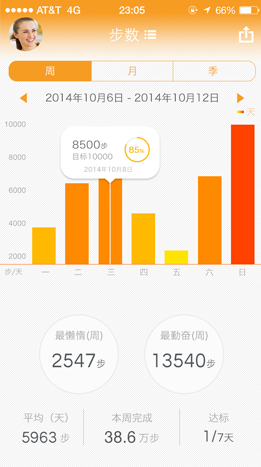 AT&T 4G 23:05 66%
步数
周 月 季
2014年10月6日 - 2014年10月12日
天
10000
8000
6000
4000
2000
8500步
目标10000
85%
2014年10月8日
步/天 一 二 三 四 五 六 日
最懒惰(周) 最勤奋(周)
2547步 13540步
平均（天） 本周完成 达标
5963 步 38.6 万步 1/7天